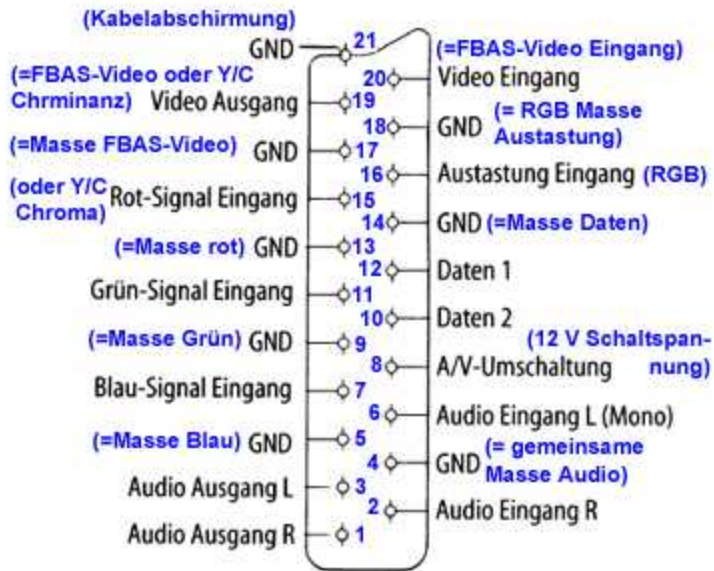 (Kabelabschirmung)
GND 21
(=FBAS-Video Eingang)
20 Video Eingang
(=FBAS-Video oder Y/C
Chrminanz) Video Ausgang 19
18 GND (= RGB Masse
Austastung)
(=Masse FBAS-Video) GND 17
16 Austastung Eingang (RGB)
(oder Y/C
Chroma) Rot-Signal Eingang 15
14 GND (=Masse Daten)
(=Masse rot) GND 13
12 Daten 1
Grün-Signal Eingang 11
10 Daten 2
(=Masse Grün) GND 9
(12 V Schaltspan-
8 A/V-Umschaltung nung)
Blau-Signal Eingang 7
6 Audio Eingang L (Mono)
(=Masse Blau) GND 5
4 GND (= gemeinsame
Masse Audio)
Audio Ausgang L 3
2 Audio Eingang R
Audio Ausgang R 1